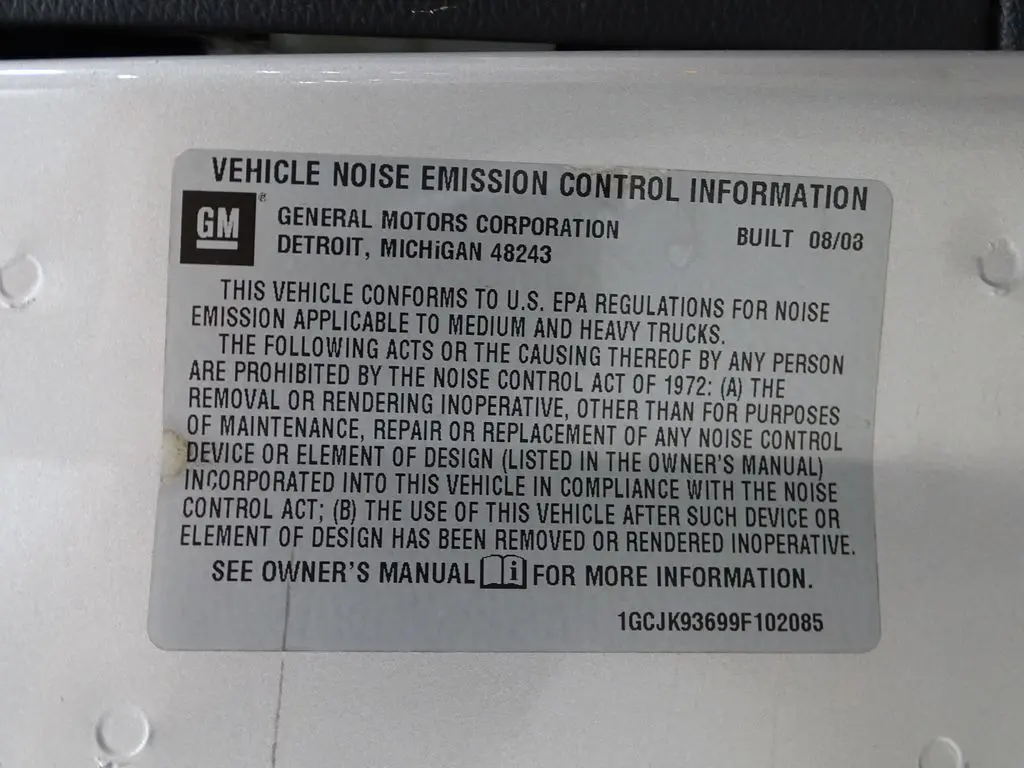 VEHICLE NOISE EMISSION CONTROL INFORMATION
GM®
GENERAL MOTORS CORPORATION
DETROIT, MICHiGAN 48243
BUILT 08/08
THIS VEHICLE CONFORMS TO U.S. EPA REGULATIONS FOR NOISE
EMISSION APPLICABLE TO MEDIUM AND HEAVY TRUCKS.
THE FOLLOWING ACTS OR THE CAUSING THEREOF BY ANY PERSON
ARE PROHIBITED BY THE NOISE CONTROL ACT OF 1972: (A) THE
REMOVAL OR RENDERING INOPERATIVE, OTHER THAN FOR PURPOSES
OF MAINTENANCE, REPAIR OR REPLACEMENT OF ANY NOISE CONTROL
DEVICE OR ELEMENT OF DESIGN (LISTED IN THE OWNER'S MANUAL)
INCORPORATED INTO THIS VEHICLE IN COMPLIANCE WITH THE NOISE
CONTROL ACT; (B) THE USE OF THIS VEHICLE AFTER SUCH DEVICE OR
ELEMENT OF DESIGN HAS BEEN REMOVED OR RENDERED INOPERATIVE.
SEE OWNER'S MANUAL i FOR MORE INFORMATION.
1GCJK93699F102085